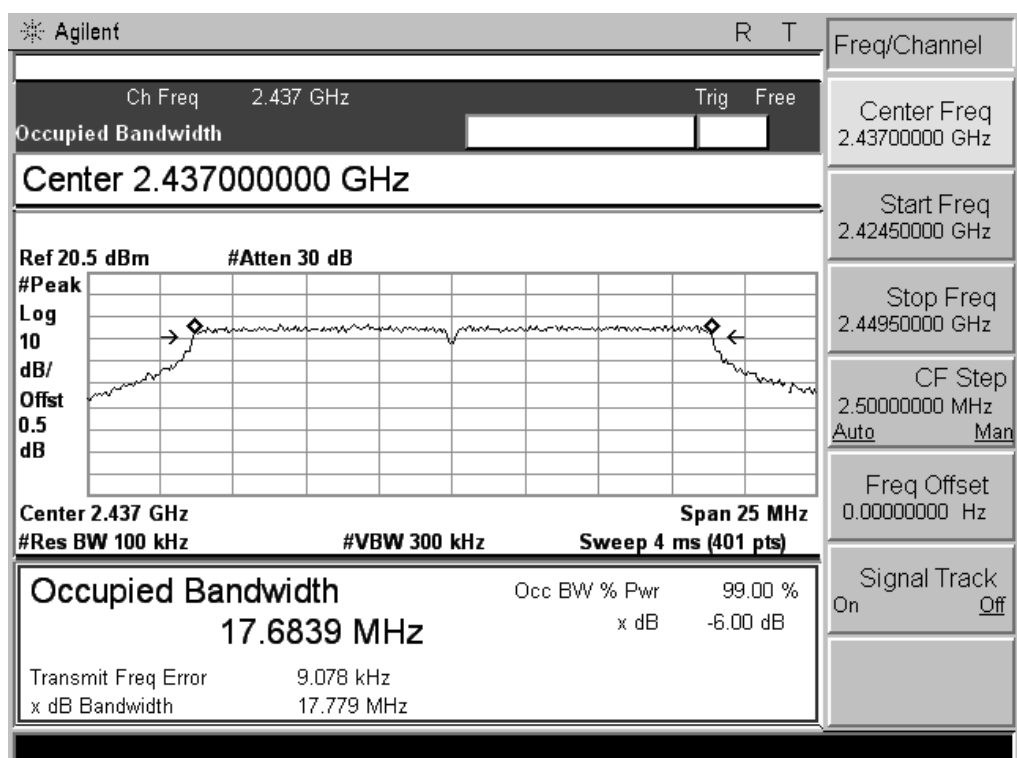 Agilent R T
Ch Freq 2.437 GHz Trig Free
Occupied Bandwidth
Center 2.437000000 GHz
Ref 20.5 dBm #Atten 30 dB
#Peak
Log
10
dB/
Offst
0.5
dB
Center 2.437 GHz Span 25 MHz
#Res BW 100 kHz #VBW 300 kHz Sweep 4 ms (401 pts)
Occupied Bandwidth Occ BW % Pwr 99.00 %
17.6839 MHz x dB -6.00 dB
Transmit Freq Error 9.078 kHz
x dB Bandwidth 17.779 MHz
Freq/Channel
Center Freq
2.43700000 GHz
Start Freq
2.42450000 GHz
Stop Freq
2.44950000 GHz
CF Step
2.50000000 MHz
Auto Man
Freq Offset
0.00000000 Hz
Signal Track
On Off